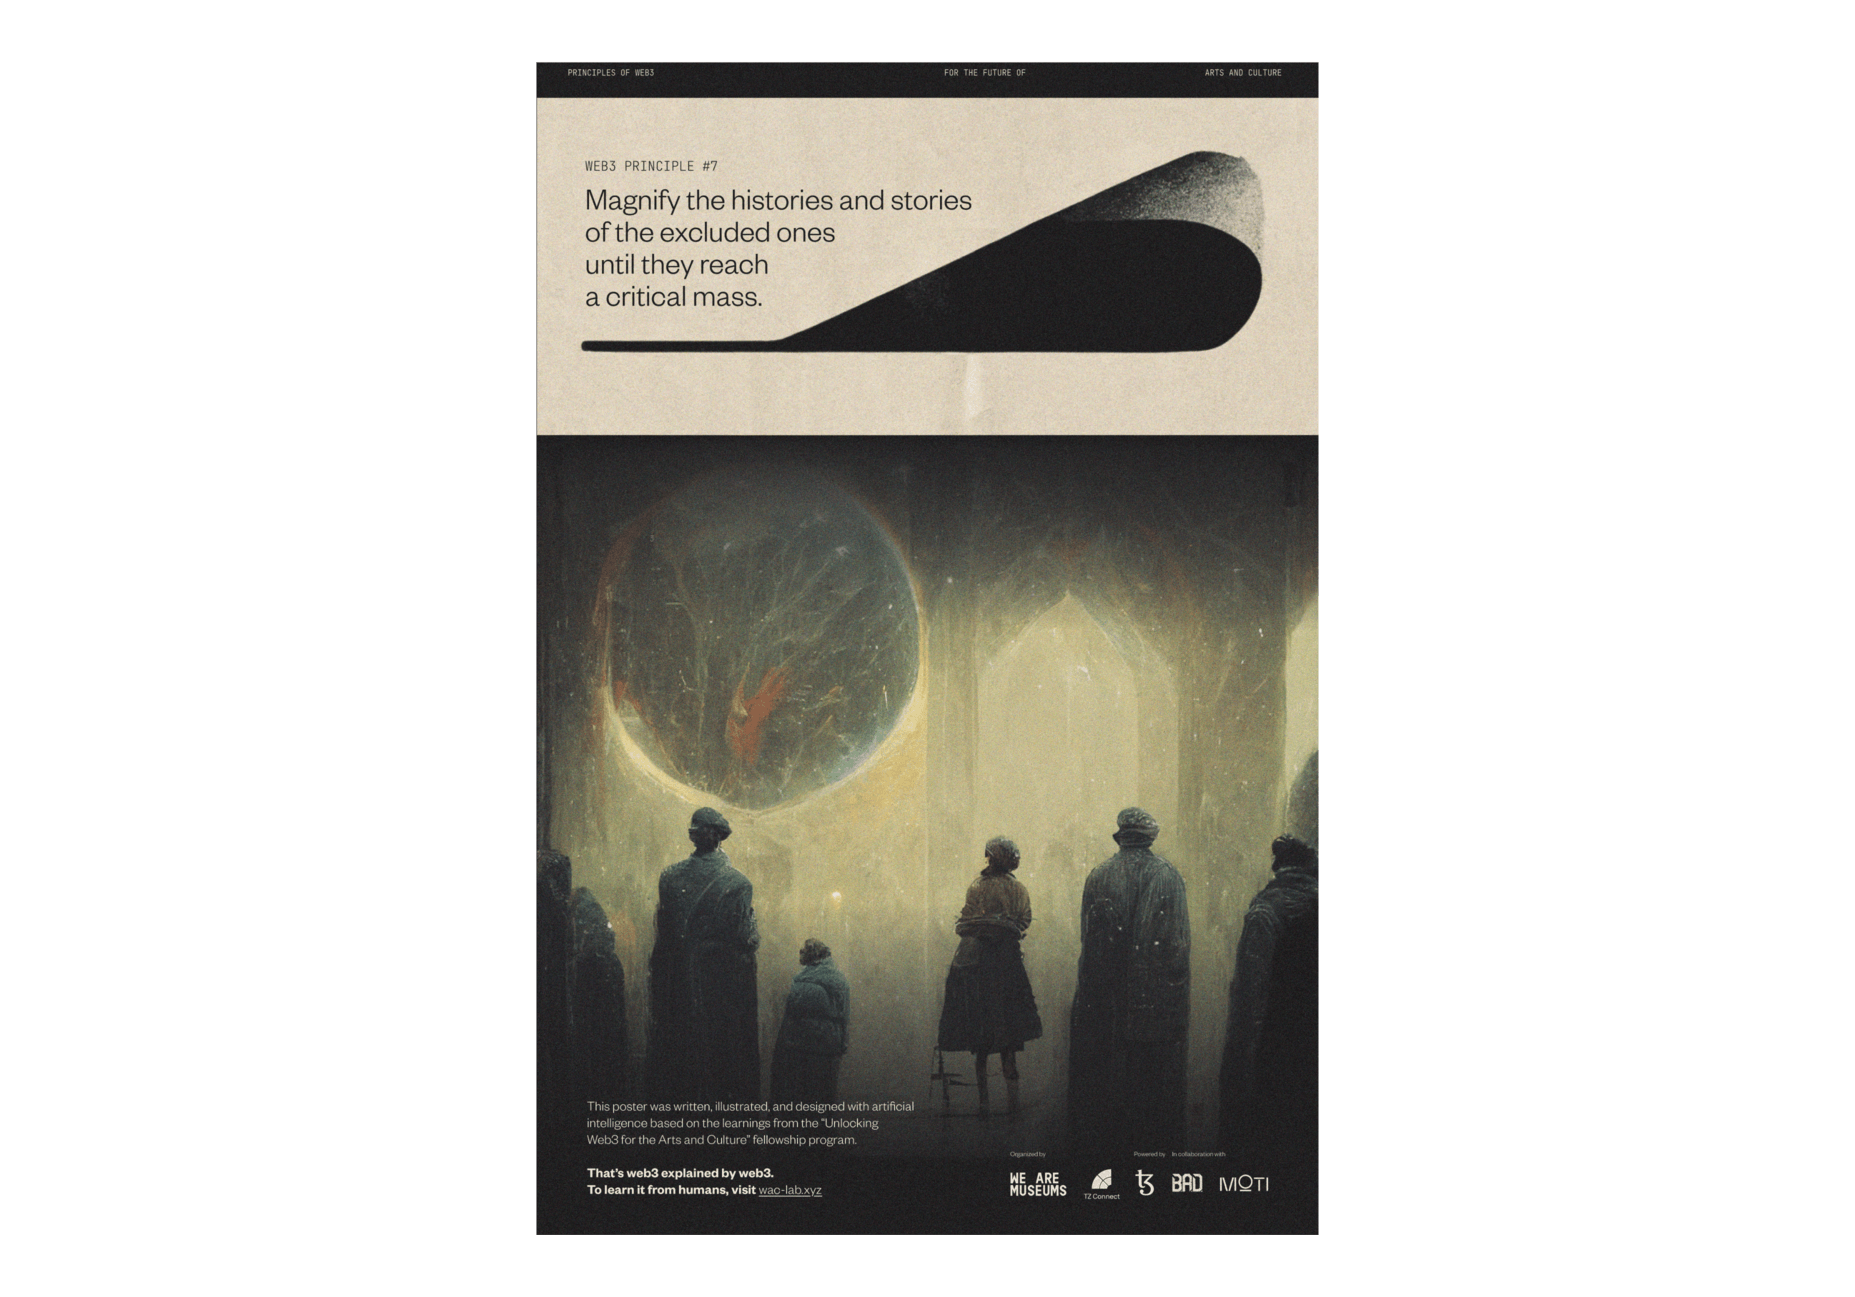 PRINCIPLES OF WEB3
FOR THE FUTURE OF
ARTS AND CULTURE
WEB3 PRINCIPLE #7
Magnify the histories and stories
of the excluded ones
until they reach
a critical mass.
This poster was written, illustrated, and designed with artificial
intelligence based on the learnings from the “Unlocking
Web3 for the Arts and Culture” fellowship program.
That’s web3 explained by web3.
To learn it from humans, visit wac-lab.xyz
Organized by
Powered by
In collaboration with
WE ARE
MUSEUMS
TZ Connect
BAD
MOTI